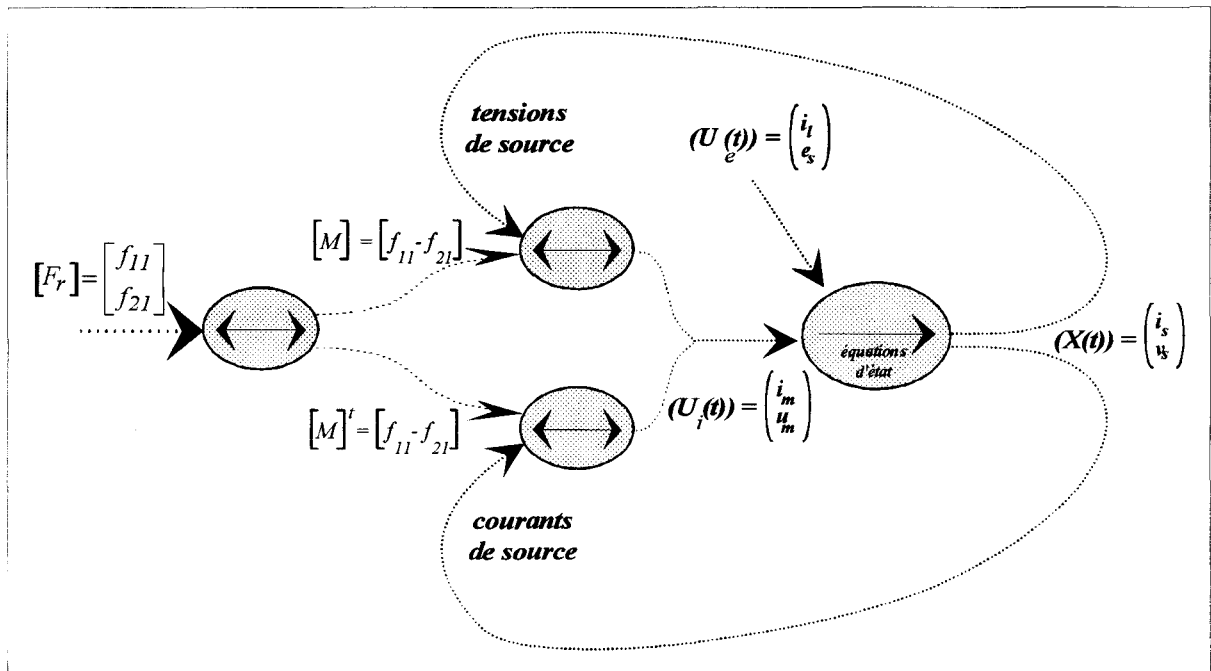 tensions
de source
(U_e(t)) = (i_l
e_s)
[M] = [f_11 - f_21]
[F_r] = [f_11
f_21]
équations
d'état
(X(t)) = (i_s
v_s)
(U_i(t)) = (i_m
u_m)
[M]^t = [f_11 - f_21]
courants
de source